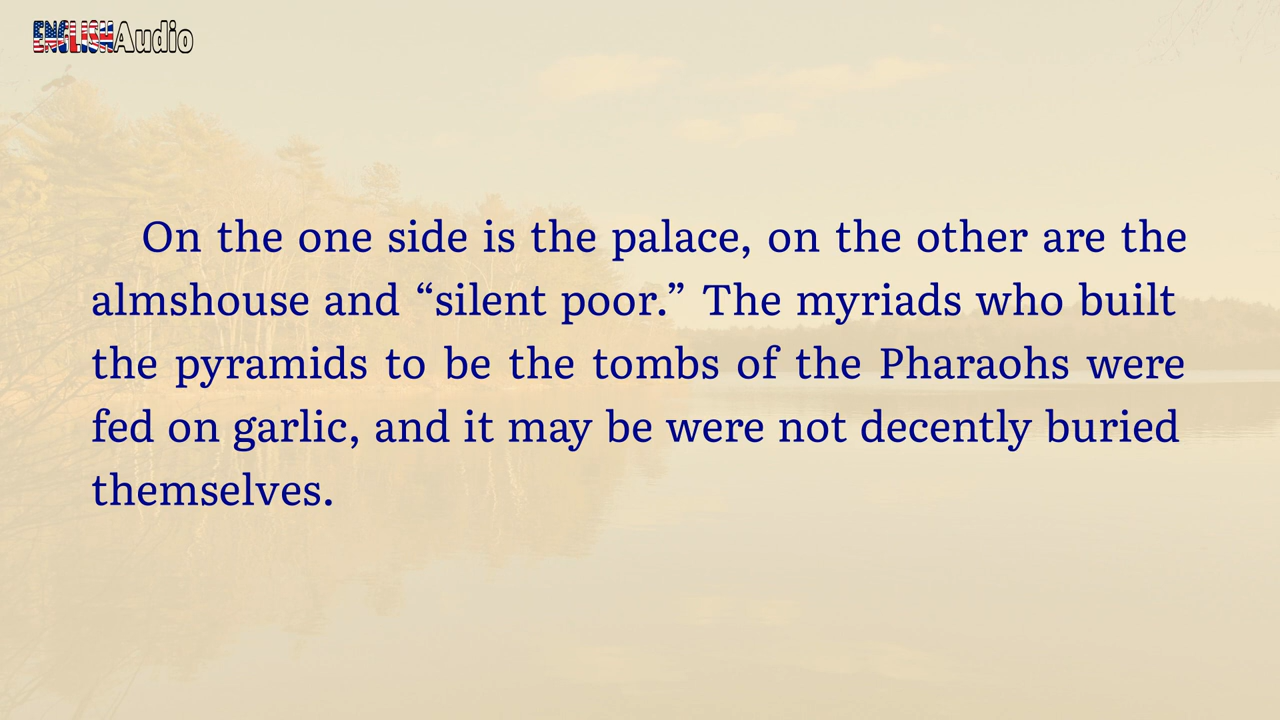 ENGLISHAudio
On the one side is the palace, on the other are the
almshouse and “silent poor.” The myriads who built
the pyramids to be the tombs of the Pharaohs were
fed on garlic, and it may be were not decently buried
themselves.